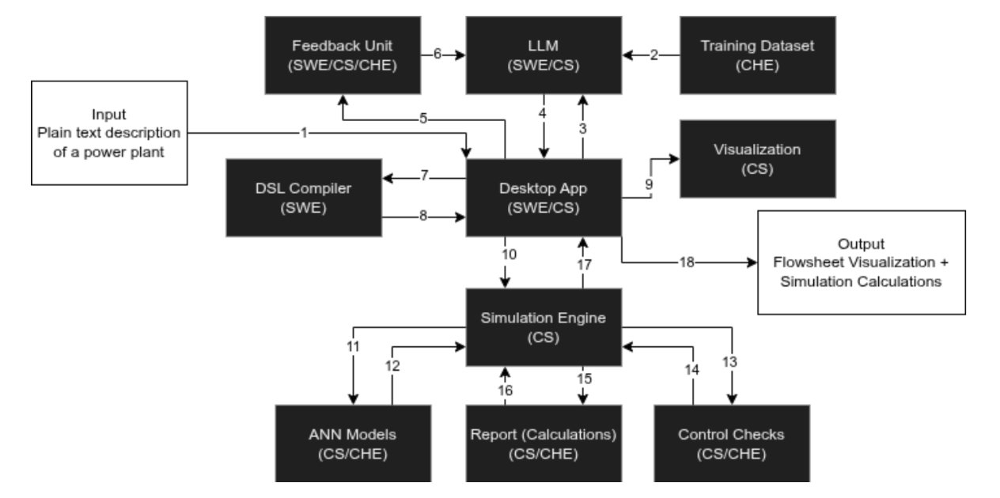 Feedback Unit
(SWE/CS/CHE)
6
LLM
(SWE/CS)
2
Training Dataset
(CHE)
Input
Plain text description
of a power plant
1
5
4
3
Visualization
(CS)
DSL Compiler
(SWE)
7
8
Desktop App
(SWE/CS)
9
Output
Flowsheet Visualization +
Simulation Calculations
10
17
18
Simulation Engine
(CS)
11
12
16
15
14
13
ANN Models
(CS/CHE)
Report (Calculations)
(CS/CHE)
Control Checks
(CS/CHE)